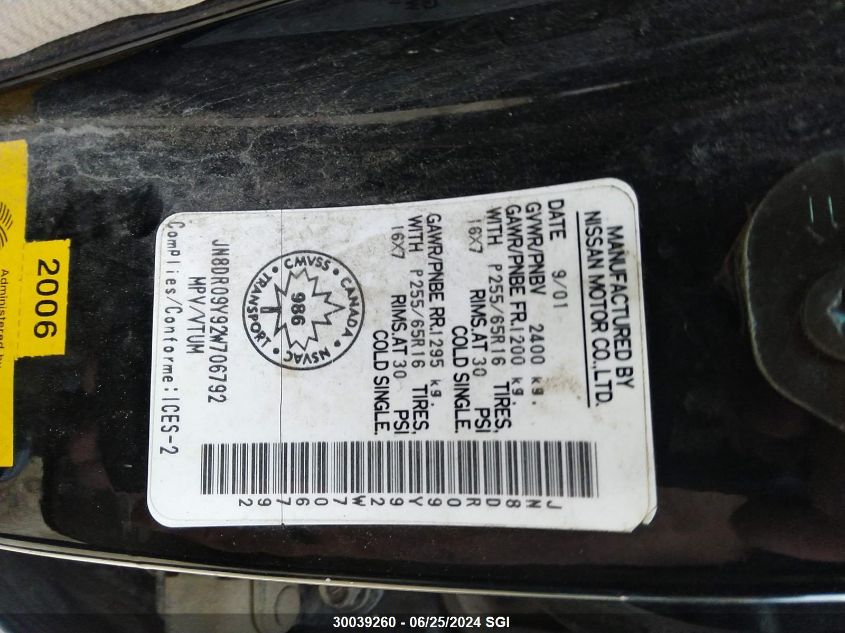 MANUFACTURED BY
NISSAN MOTOR CO.,LTD.
DATE 9/01
GVWR/PNBV 2400 kg.
GAWR/PNBE FR.1200 kg.
WITH P255/65R16 TIRES,
16X7 RIMS.AT 30 PSI
COLD SINGLE.
GAWR/PNBE RR.1295 kg.
WITH P255/65R16 TIRES,
16X7 RIMS.AT 30 PSI
COLD SINGLE.
CANADA • CMVSS • TRANSPORT • NSVAC
986
JN8DR09Y92W706792
MPV/VTUM
Complies/Conforme:ICES-2
JN8DR09Y92W706792
2006
Administered by
30039260 - 06/25/2024 SGI